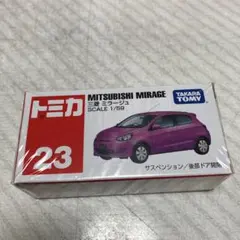 トミカ
23
MITSUBISHI MIRAGE
三菱 ミラージュ
SCALE 1/59
TAKARA TOMY
サスペンション／後部ドア開閉